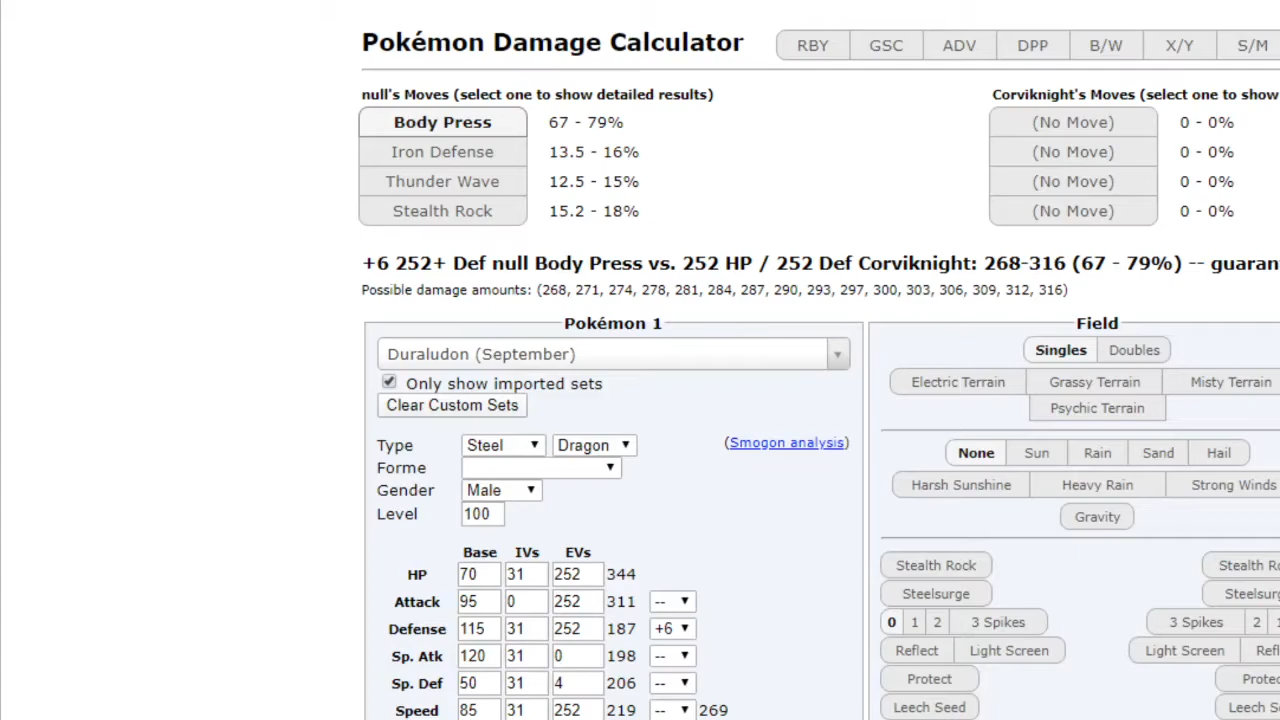 Pokémon Damage Calculator
RBY GSC ADV DPP B/W X/Y S/M
null's Moves (select one to show detailed results)
Corviknight's Moves (select one to show
Body Press 67 - 79% (No Move) 0 - 0%
Iron Defense 13.5 - 16% (No Move) 0 - 0%
Thunder Wave 12.5 - 15% (No Move) 0 - 0%
Stealth Rock 15.2 - 18% (No Move) 0 - 0%
+6 252+ Def null Body Press vs. 252 HP / 252 Def Corviknight: 268-316 (67 - 79%) -- guaran
Possible damage amounts: (268, 271, 274, 278, 281, 284, 287, 290, 293, 297, 300, 303, 306, 309, 312, 316)
Pokémon 1
Duraludon (September)
Only show imported sets
Clear Custom Sets
Type Steel Dragon (Smogon analysis)
Forme
Gender Male
Level 100
Base IVs EVs
HP 70 31 252 344
Attack 95 0 252 311 --
Defense 115 31 252 187 +6
Sp. Atk 120 31 0 198 --
Sp. Def 50 31 4 206 --
Speed 85 31 252 219 -- 269
Field
Singles Doubles
Electric Terrain Grassy Terrain Misty Terrain
Psychic Terrain
None Sun Rain Sand Hail
Harsh Sunshine Heavy Rain Strong Winds
Gravity
Stealth Rock Stealth Ro
Steelsurge Steelsurg
0 1 2 3 Spikes 3 Spikes 2
Reflect Light Screen Light Screen Refl
Protect Protec
Leech Seed Leech S